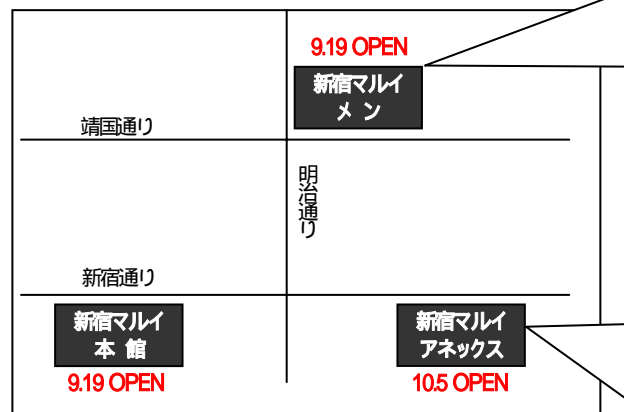 9.19 OPEN
新宿マルイ
メン
靖国通り
明治通り
新宿通り
新宿マルイ
本館
9.19 OPEN
新宿マルイ
アネックス
10.5 OPEN